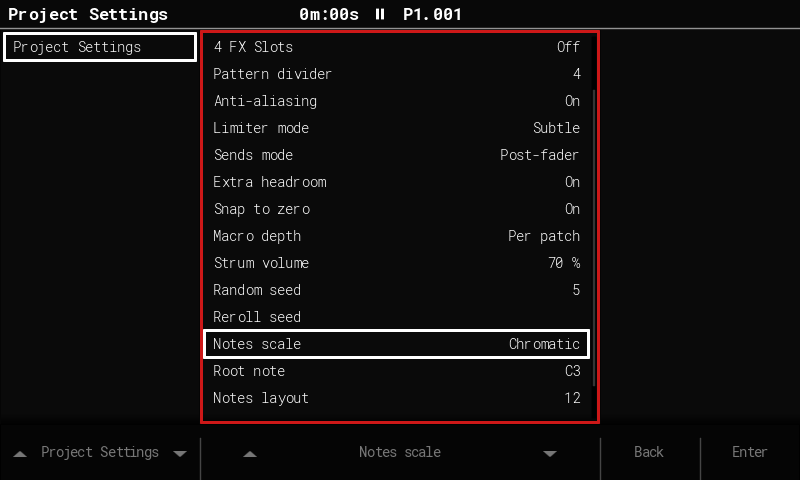 Project Settings 0m:00s P1.001
Project Settings
4 FX Slots Off
Pattern divider 4
Anti-aliasing On
Limiter mode Subtle
Sends mode Post-fader
Extra headroom On
Snap to zero On
Macro depth Per patch
Strum volume 70 %
Random seed 5
Reroll seed
Notes scale Chromatic
Root note C3
Notes layout 12
Project Settings Notes scale Back Enter